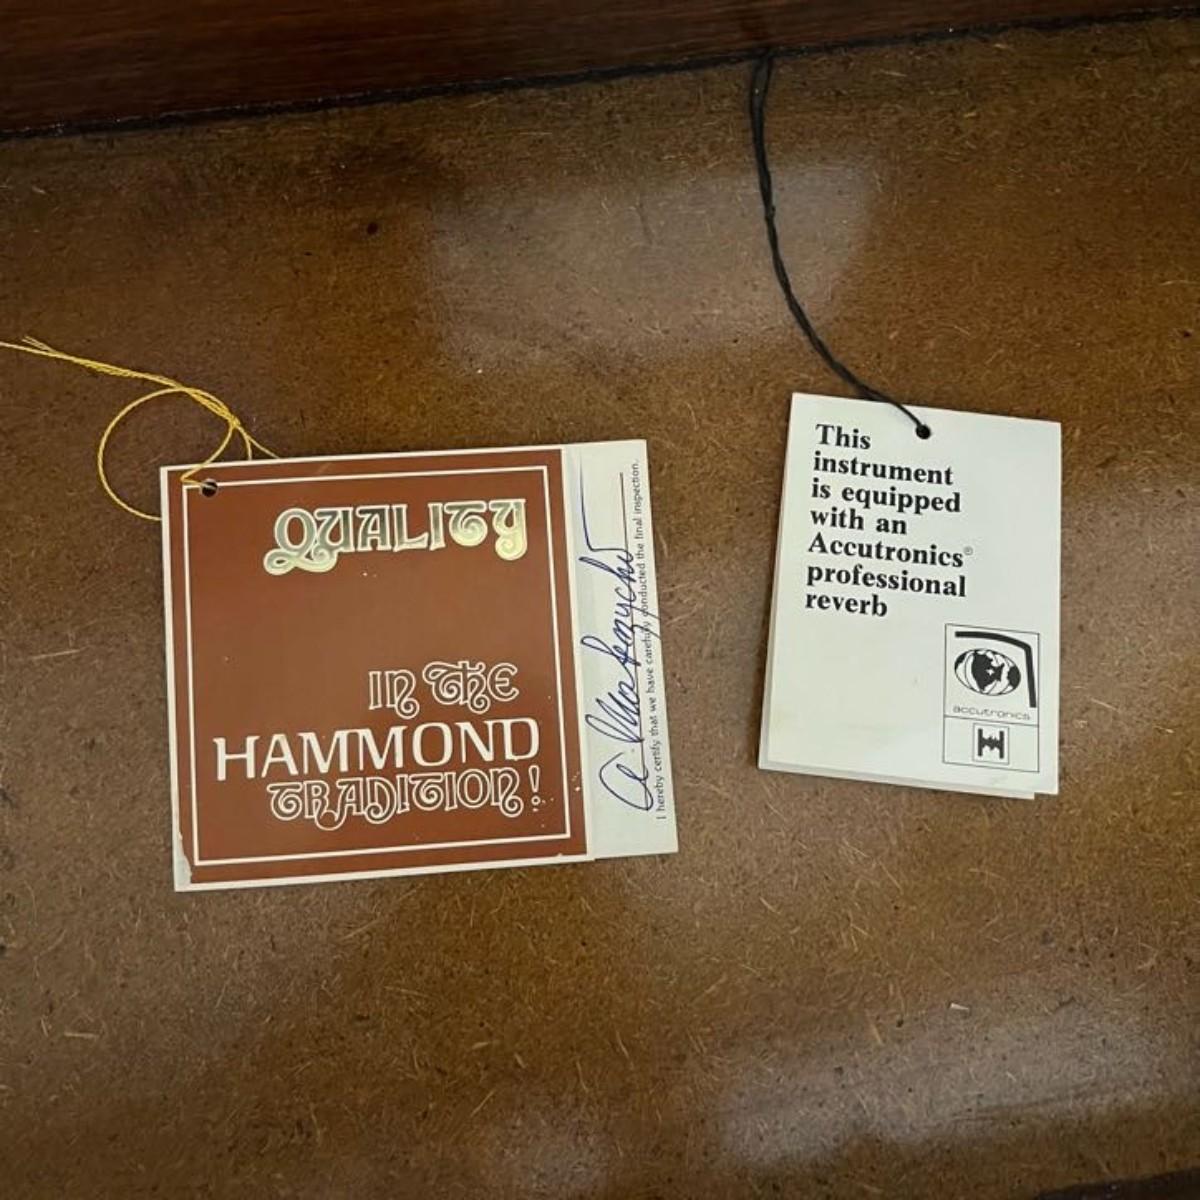 QUALITY
IN THE
HAMMOND
TRADITION!
I hereby certify that we have carefully conducted the final inspection.
This
instrument
is equipped
with an
Accutronics®
professional
reverb
accutronics
H